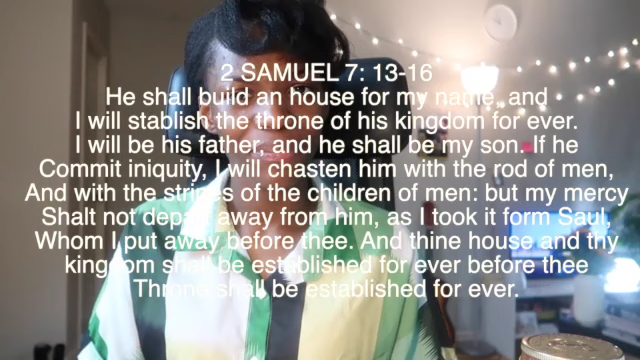 2 SAMUEL 7: 13-16
He shall build an house for my name, and
I will stablish the throne of his kingdom for ever.
I will be his father, and he shall be my son. If he
Commit iniquity, I will chasten him with the rod of men,
And with the stripes of the children of men: but my mercy
Shalt not depart away from him, as I took it form Saul,
Whom I put away before thee. And thine house and thy
kingdom shall be established for ever before thee
Throne shall be established for ever.